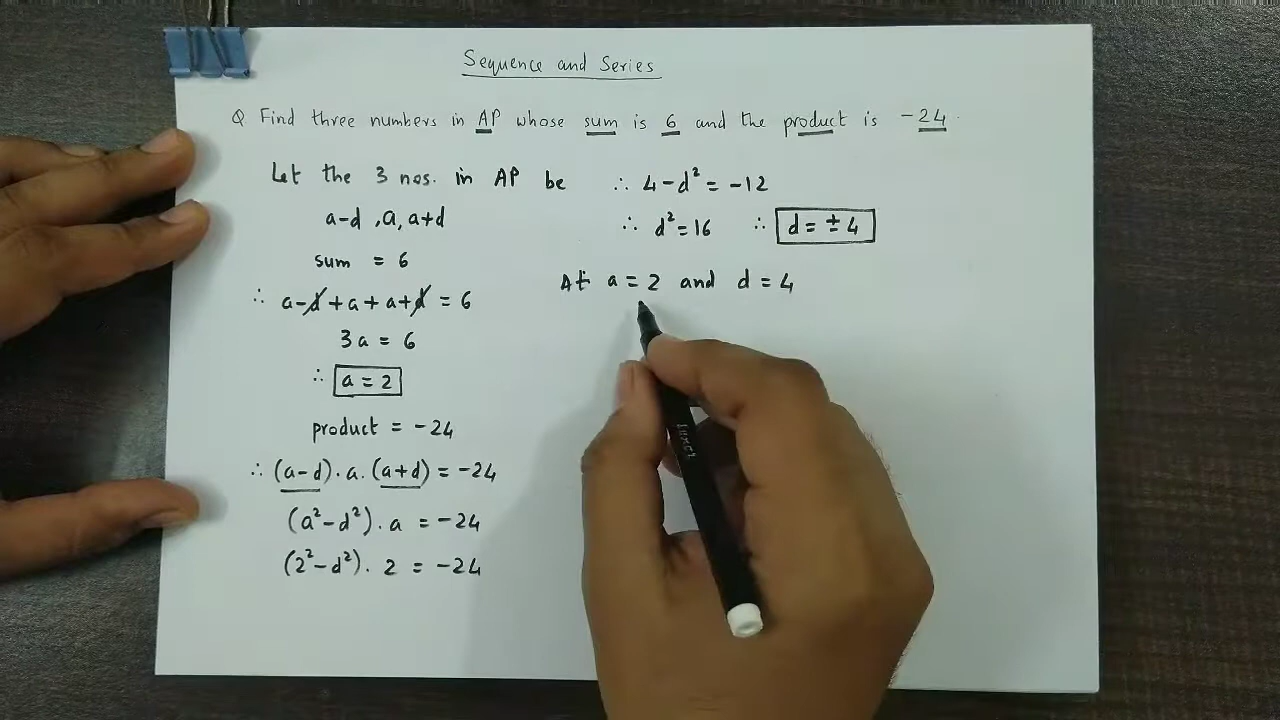 Sequence and Series
Q Find three numbers in AP whose sum is 6 and the product is -24.
Let the 3 nos. in AP be
a-d, a, a+d
sum = 6
∴ a-d+a+a+d = 6
3a = 6
∴ a = 2
product = -24
∴ (a-d).a.(a+d) = -24
(a²-d²).a = -24
(2²-d²).2 = -24
∴ 4-d² = -12
∴ d²=16 ∴ d = ± 4
At a = 2 and d = 4